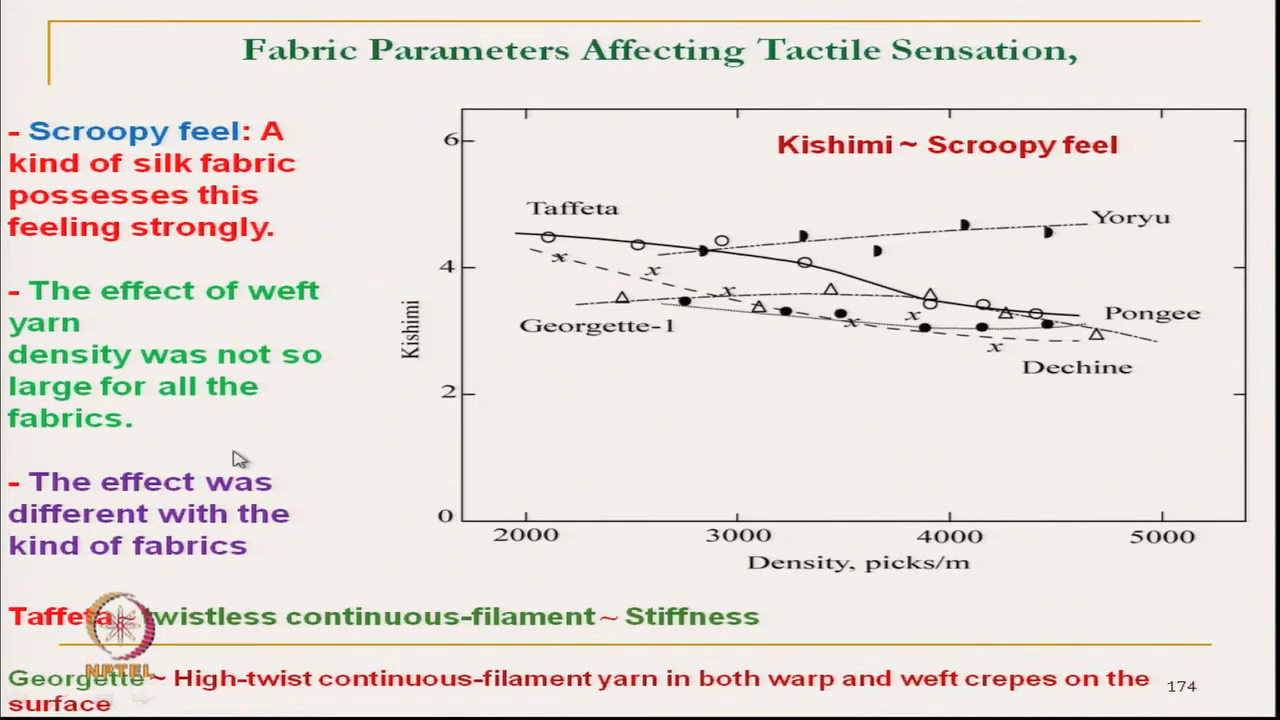 Fabric Parameters Affecting Tactile Sensation,
- Scroopy feel: A
kind of silk fabric
possesses this
feeling strongly.
- The effect of weft
yarn
density was not so
large for all the
fabrics.
- The effect was
different with the
kind of fabrics
Kishimi ~ Scroopy feel
6
4
2
0
Kishimi
Taffeta
Yoryu
Georgette-1
Pongee
Dechine
2000 3000 4000 5000
Density, picks/m
Taffeta ~ twistless continuous-filament ~ Stiffness
NPTEL
Georgette ~ High-twist continuous-filament yarn in both warp and weft crepes on the
surface
174